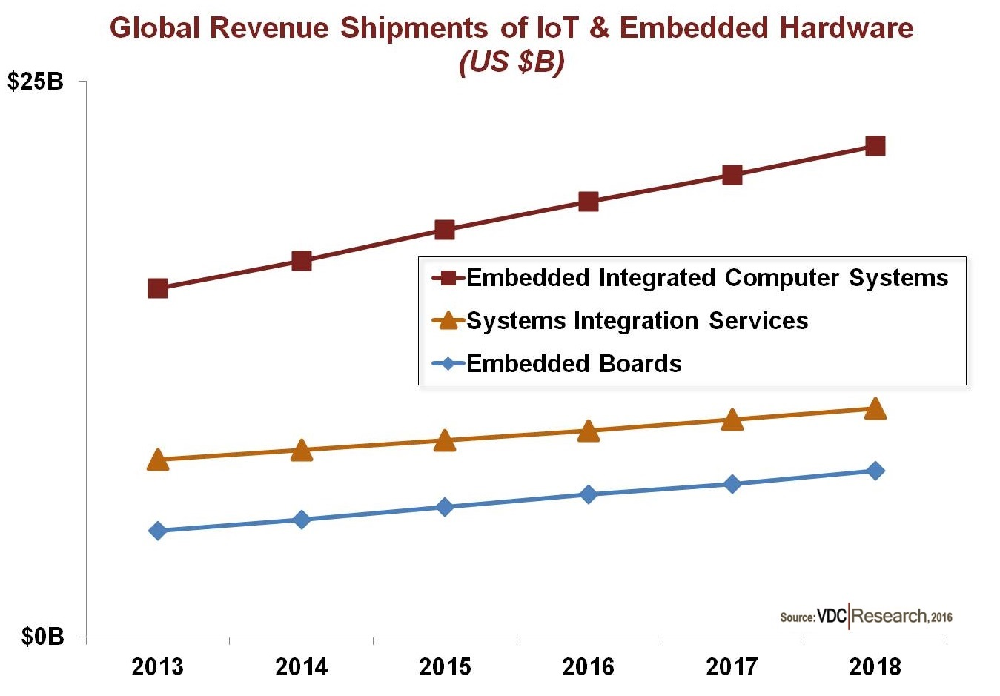 Global Revenue Shipments of IoT & Embedded Hardware
(US $B)
$25B
Embedded Integrated Computer Systems
Systems Integration Services
Embedded Boards
Source: VDC Research, 2016
$0B
2013 2014 2015 2016 2017 2018